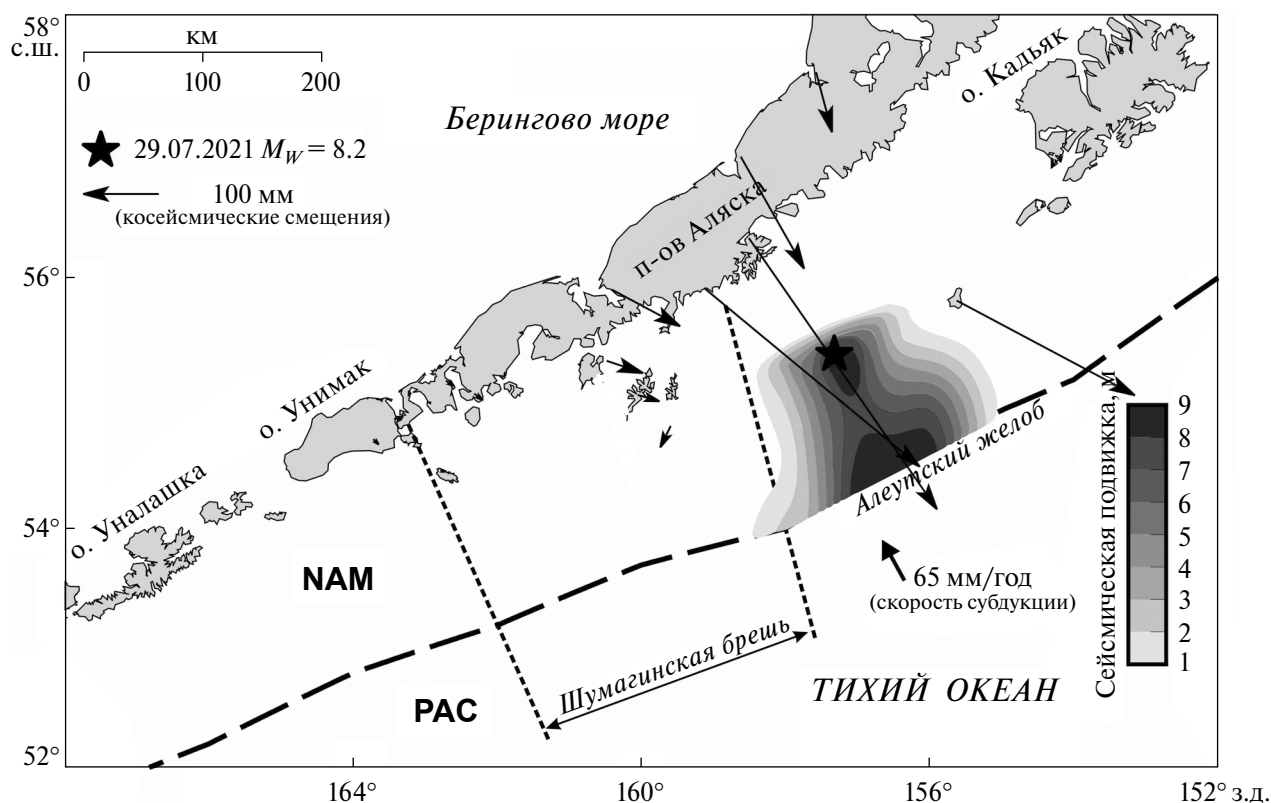 58°
с.ш.
км
0 100 200
29.07.2021 M_W = 8.2
100 мм
(косейсмические смещения)
Берингово море
о. Кадьяк
п-ов Аляска
56°
о. Унимак
о. Уналашка
54°
NAM
PAC
Алеутский желоб
65 мм/год
(скорость субдукции)
Шумагинская брешь
ТИХИЙ ОКЕАН
Сейсмическая подвижка, м
9
8
7
6
5
4
3
2
1
52°
164° 160° 156° 152° з.д.